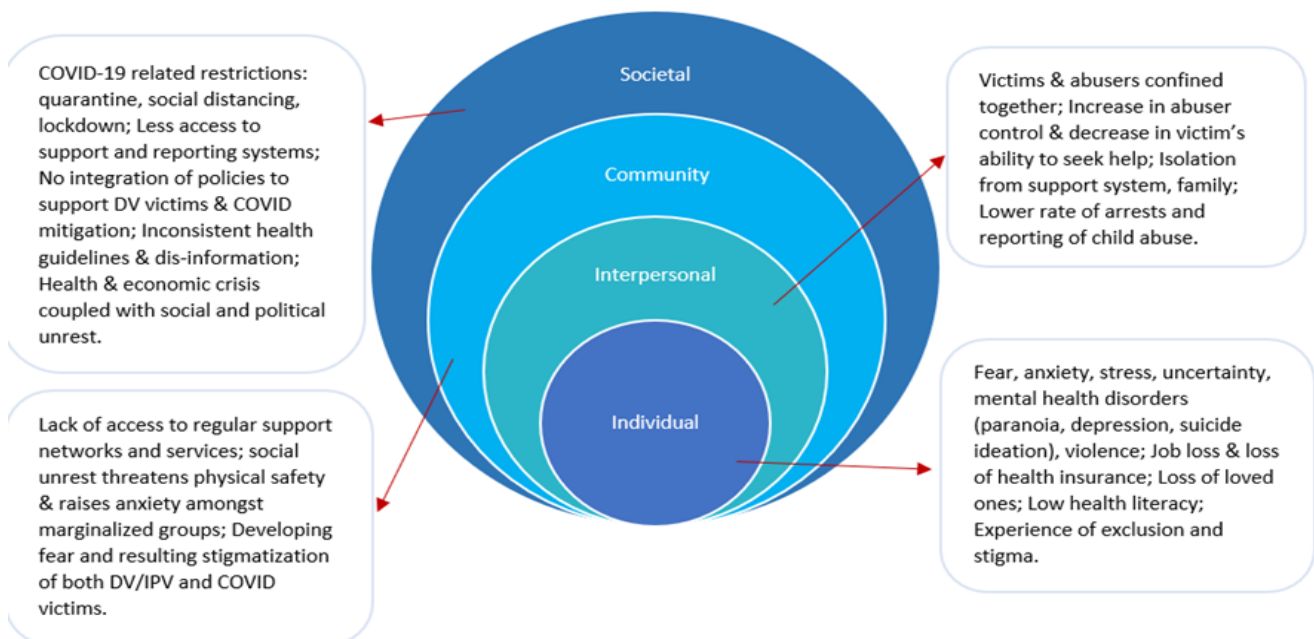 COVID-19 related restrictions:
quarantine, social distancing,
lockdown; Less access to
support and reporting systems;
No integration of policies to
support DV victims & COVID
mitigation; Inconsistent health
guidelines & dis-information;
Health & economic crisis
coupled with social and political
unrest.
Lack of access to regular support
networks and services; social
unrest threatens physical safety
& raises anxiety amongst
marginalized groups; Developing
fear and resulting stigmatization
of both DV/IPV and COVID
victims.
Societal
Community
Interpersonal
Individual
Victims & abusers confined
together; Increase in abuser
control & decrease in victim’s
ability to seek help; Isolation
from support system, family;
Lower rate of arrests and
reporting of child abuse.
Fear, anxiety, stress, uncertainty,
mental health disorders
(paranoia, depression, suicide
ideation), violence; Job loss & loss
of health insurance; Loss of loved
ones; Low health literacy;
Experience of exclusion and
stigma.